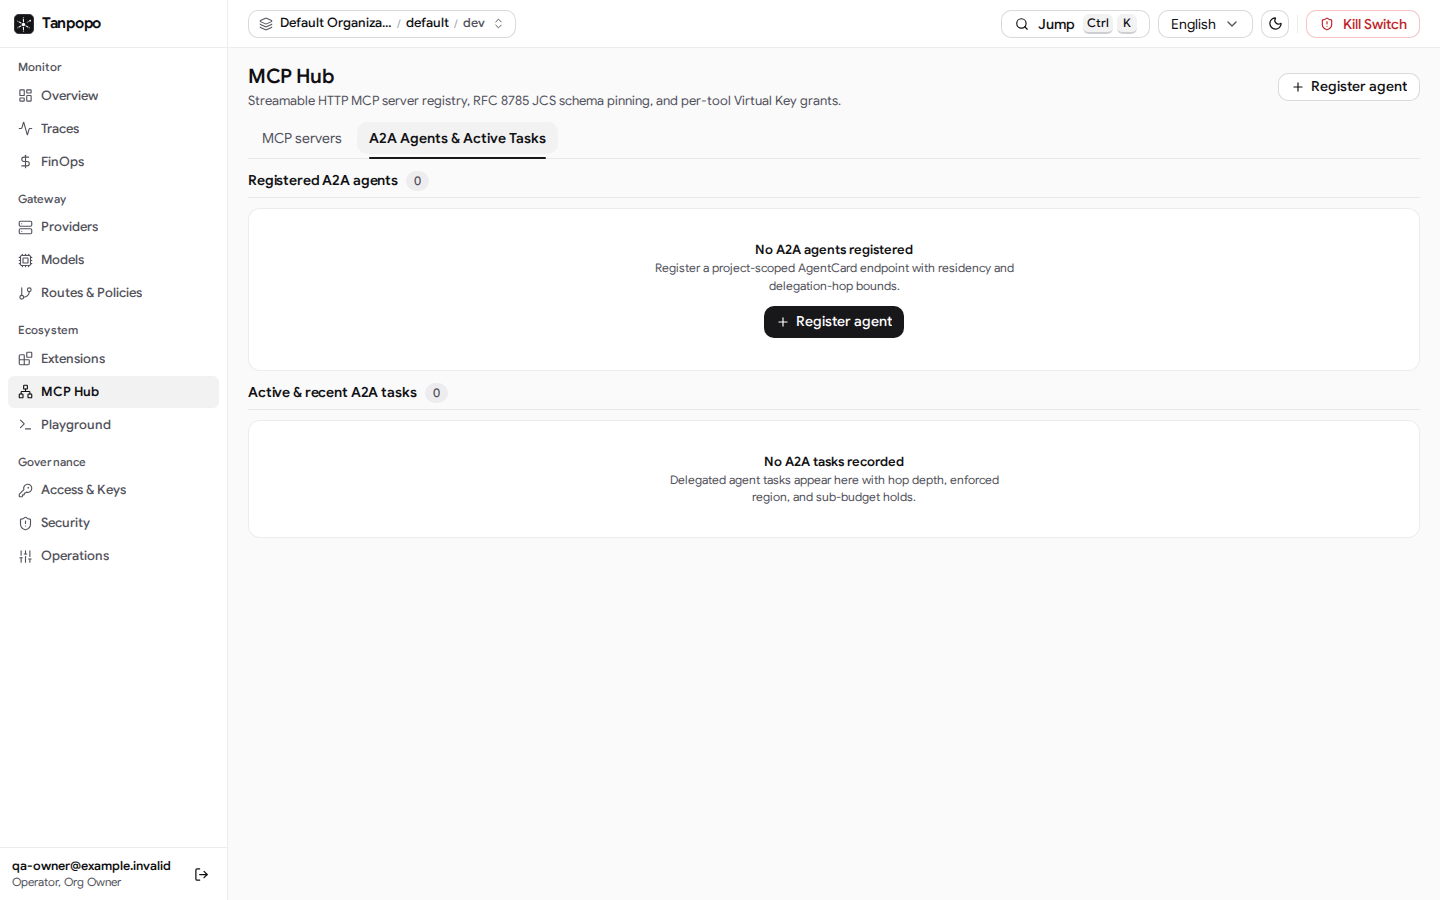 Tanpopo
Default Organiza... / default / dev
Jump Ctrl K
English
Kill Switch
Monitor
Overview
Traces
FinOps
Gateway
Providers
Models
Routes & Policies
Ecosystem
Extensions
MCP Hub
Playground
Governance
Access & Keys
Security
Operations
qa-owner@example.invalid
Operator, Org Owner
MCP Hub
Streamable HTTP MCP server registry, RFC 8785 JCS schema pinning, and per-tool Virtual Key grants.
Register agent
MCP servers
A2A Agents & Active Tasks
Registered A2A agents 0
No A2A agents registered
Register a project-scoped AgentCard endpoint with residency and
delegation-hop bounds.
Register agent
Active & recent A2A tasks 0
No A2A tasks recorded
Delegated agent tasks appear here with hop depth, enforced
region, and sub-budget holds.